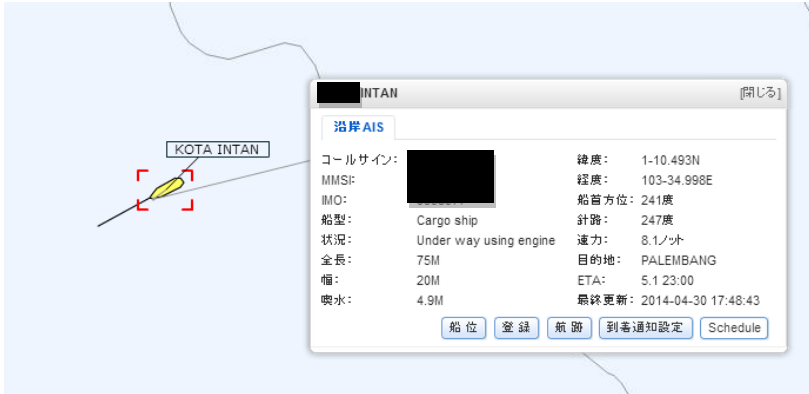 INTAN [閉じる]
沿岸AIS
KOTA INTAN
コールサイン: 緯度: 1-10.493N
MMSI: 経度: 103-34.998E
IMO: 船首方位: 241度
船型: Cargo ship 針路: 247度
状況: Under way using engine 速力: 8.1ノット
全長: 75M 目的地: PALEMBANG
幅: 20M ETA: 5.1 23:00
喫水: 4.9M 最終更新: 2014-04-30 17:48:43
船位 登録 航跡 到着通知設定 Schedule